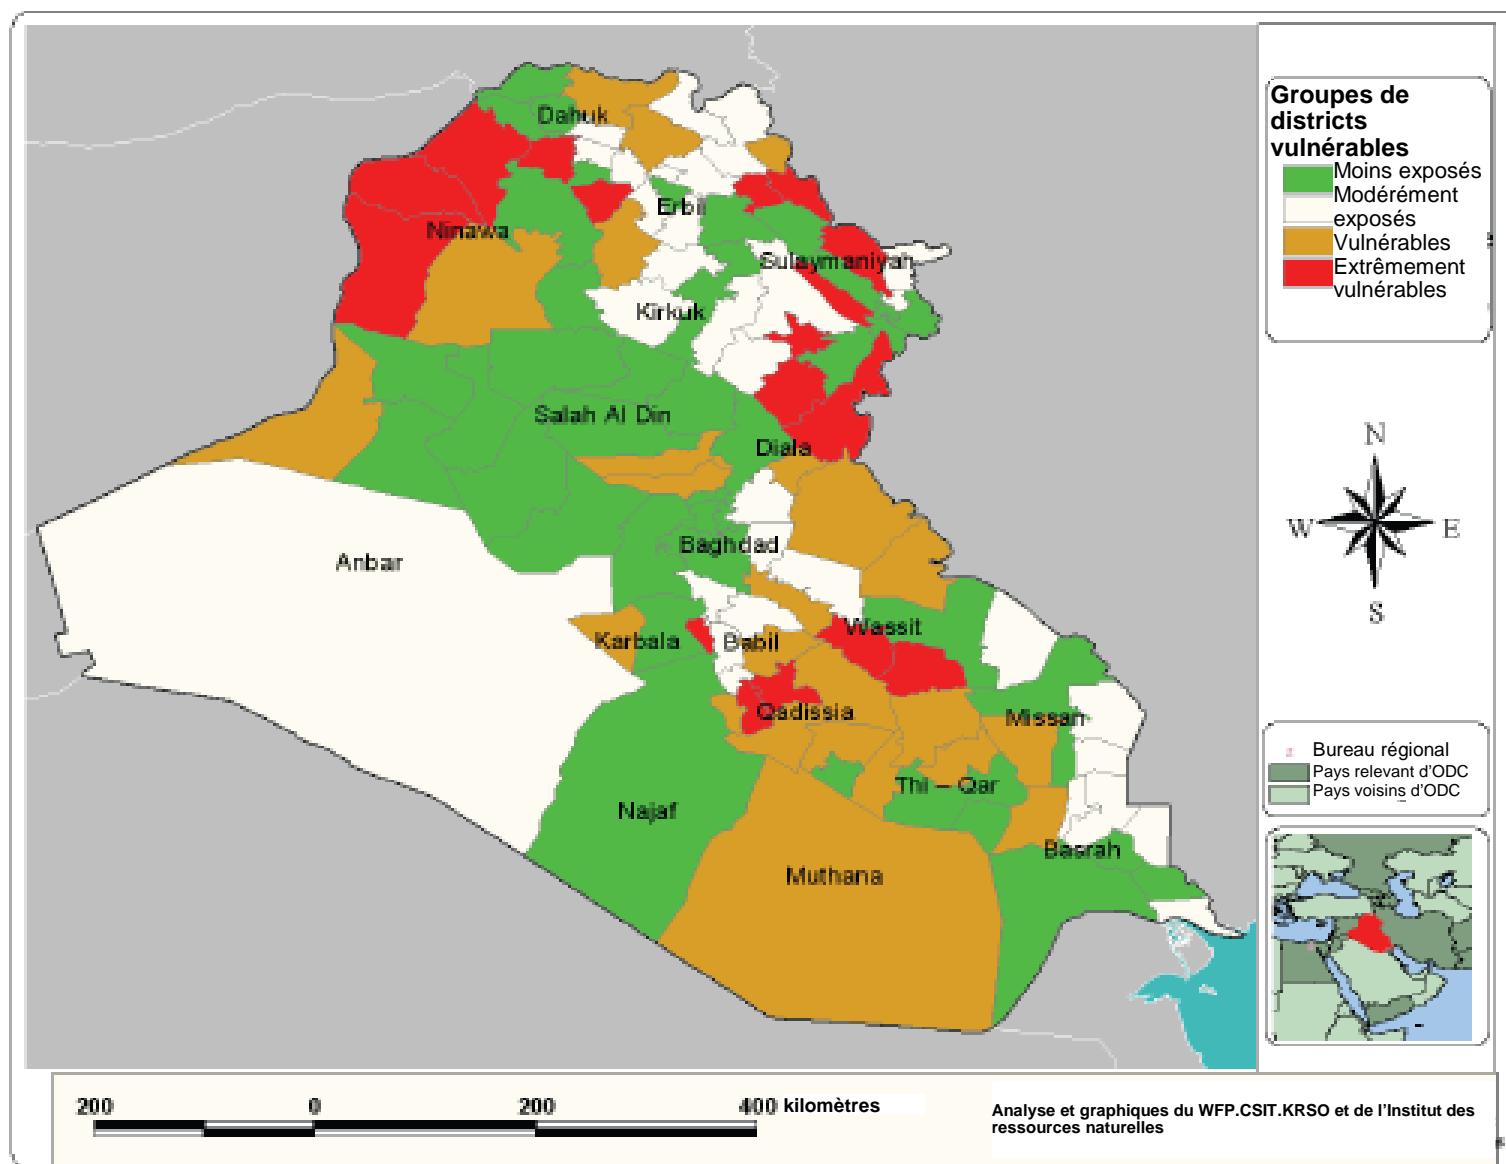 Groupes de
districts
vulnérables
Moins exposés
Modérément
exposés
Vulnérables
Extrêmement
vulnérables
Dahuk
Erbil
Ninawa
Sulaymaniyah
Kirkuk
Salah Al Din
Diala
Baghdad
Anbar
Karbala
Babil
Wassit
Qadissia
Missan
Thi – Qar
Najaf
Basrah
Muthana
N
W
E
S
Bureau régional
Pays relevant d'ODC
Pays voisins d'ODC
200
0
200
400 kilomètres
Analyse et graphiques du WFP.CSIT.KRSO et de l'Institut des
ressources naturelles